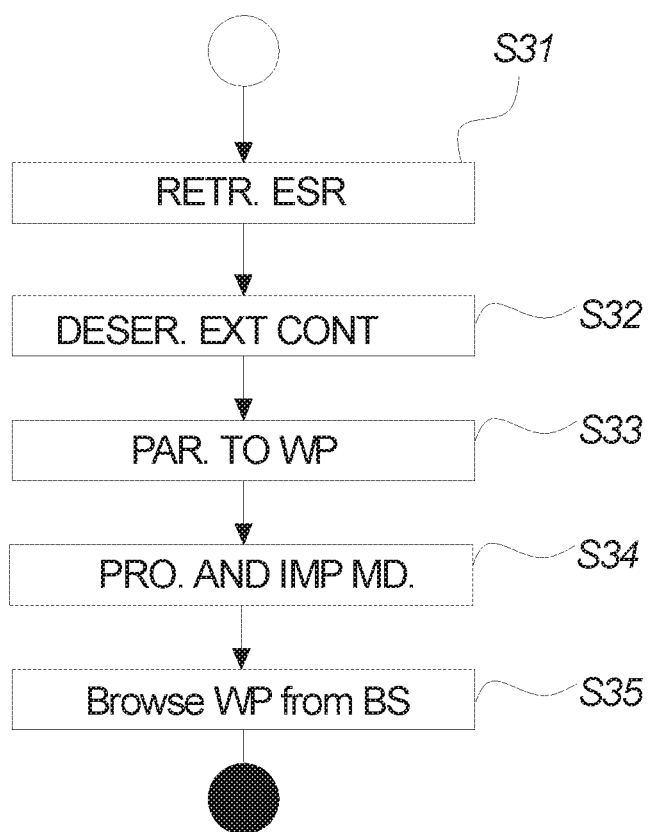 S31
RETR. ESR
DESER. EXT CONT
S32
PAR. TO WP
S33
PRO. AND IMP MD.
S34
Browse WP from BS
S35